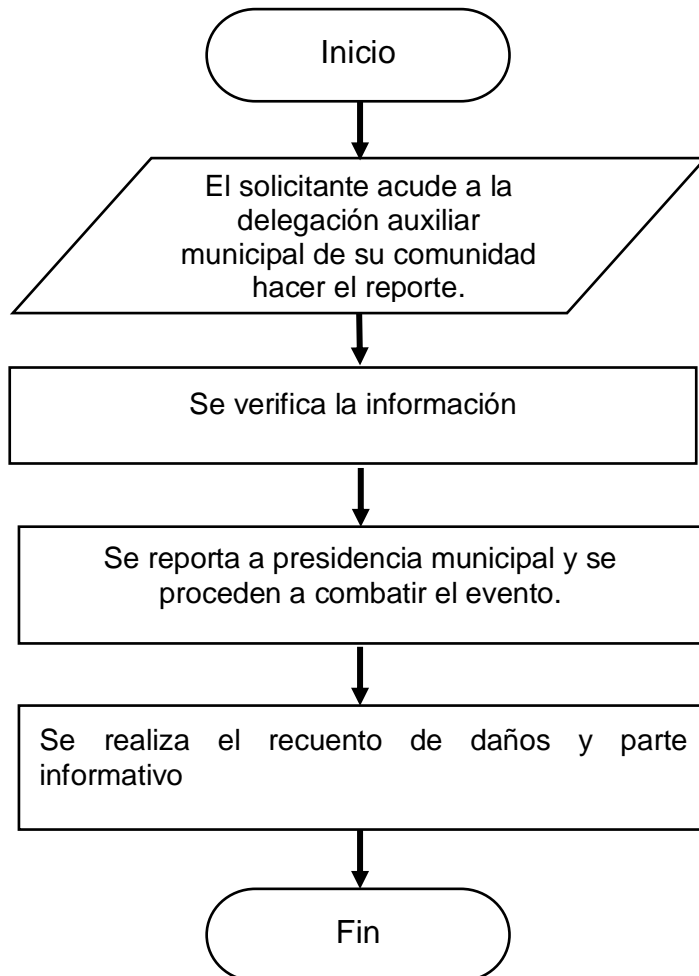 Inicio
El solicitante acude a la
delegación auxiliar
municipal de su comunidad
hacer el reporte.
Se verifica la información
Se reporta a presidencia municipal y se
proceden a combatir el evento.
Se realiza el recuento de daños y parte
informativo
Fin